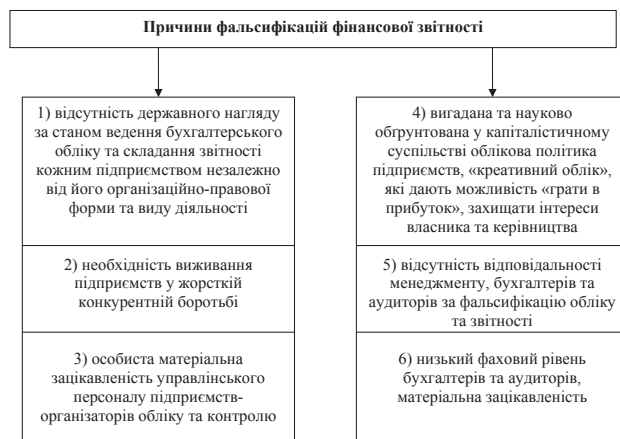 Причини фальсифікацій фінансової звітності
1) відсутність державного нагляду
за станом ведення бухгалтерського
обліку та складання звітності
кожним підприємством незалежно
від його організаційно-правової
форми та виду діяльності
2) необхідність виживання
підприємств у жорсткій
конкурентній боротьбі
3) особиста матеріальна
зацікавленість управлінського
персоналу підприємств-
організаторів обліку та контролю
4) вигадана та науково
обґрунтована у капіталістичному
суспільстві облікова політика
підприємств, «креативний облік»,
які дають можливість «грати в
прибуток», захищати інтереси
власника та керівництва
5) відсутність відповідальності
менеджменту, бухгалтерів та
аудиторів за фальсифікацію обліку
та звітності
6) низький фаховий рівень
бухгалтерів та аудиторів,
матеріальна зацікавленість